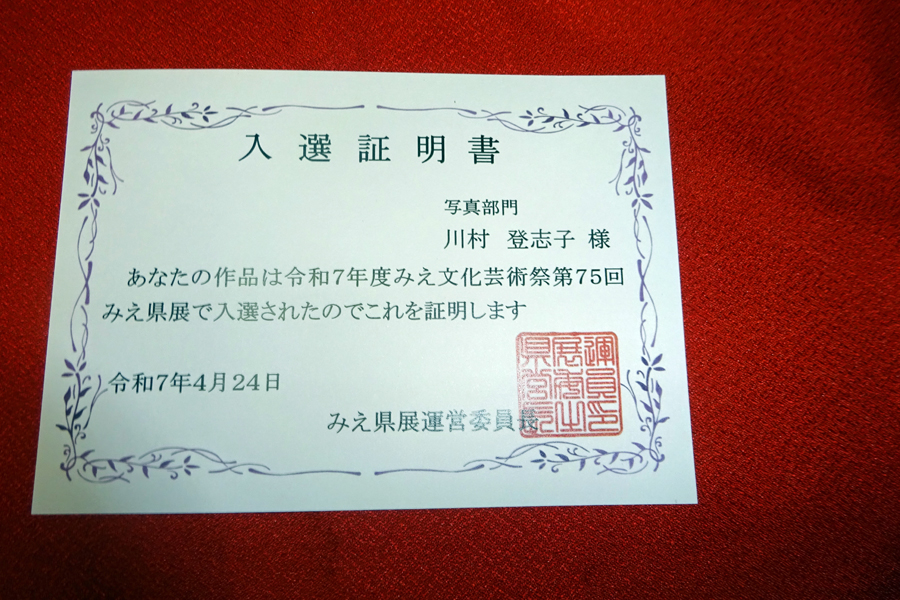 入選証明書
写真部門
川村 登志子 様
あなたの作品は令和7年度みえ文化芸術祭第75回
みえ県展で入選されたのでこれを証明します
令和7年4月24日
みえ県展運営委員長